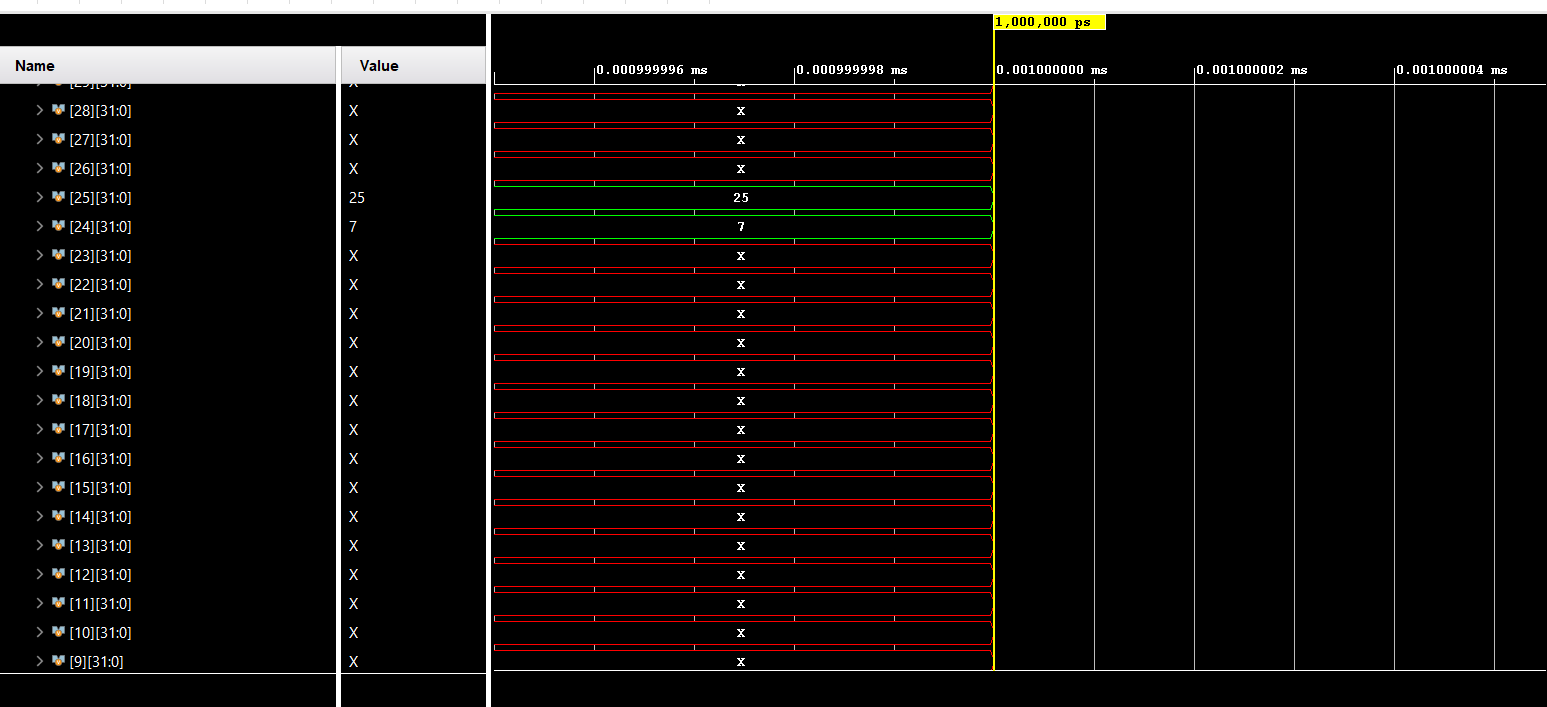 1,000,000 ps
Name Value 0.000999996 ms 0.000999998 ms 0.001000000 ms 0.001000002 ms 0.001000004 ms
[29][31:0] X
[28][31:0] X X
[27][31:0] X X
[26][31:0] X X
[25][31:0] 25 25
[24][31:0] 7 7
[23][31:0] X X
[22][31:0] X X
[21][31:0] X X
[20][31:0] X X
[19][31:0] X X
[18][31:0] X X
[17][31:0] X X
[16][31:0] X X
[15][31:0] X X
[14][31:0] X X
[13][31:0] X X
[12][31:0] X X
[11][31:0] X X
[10][31:0] X X
[9][31:0] X X